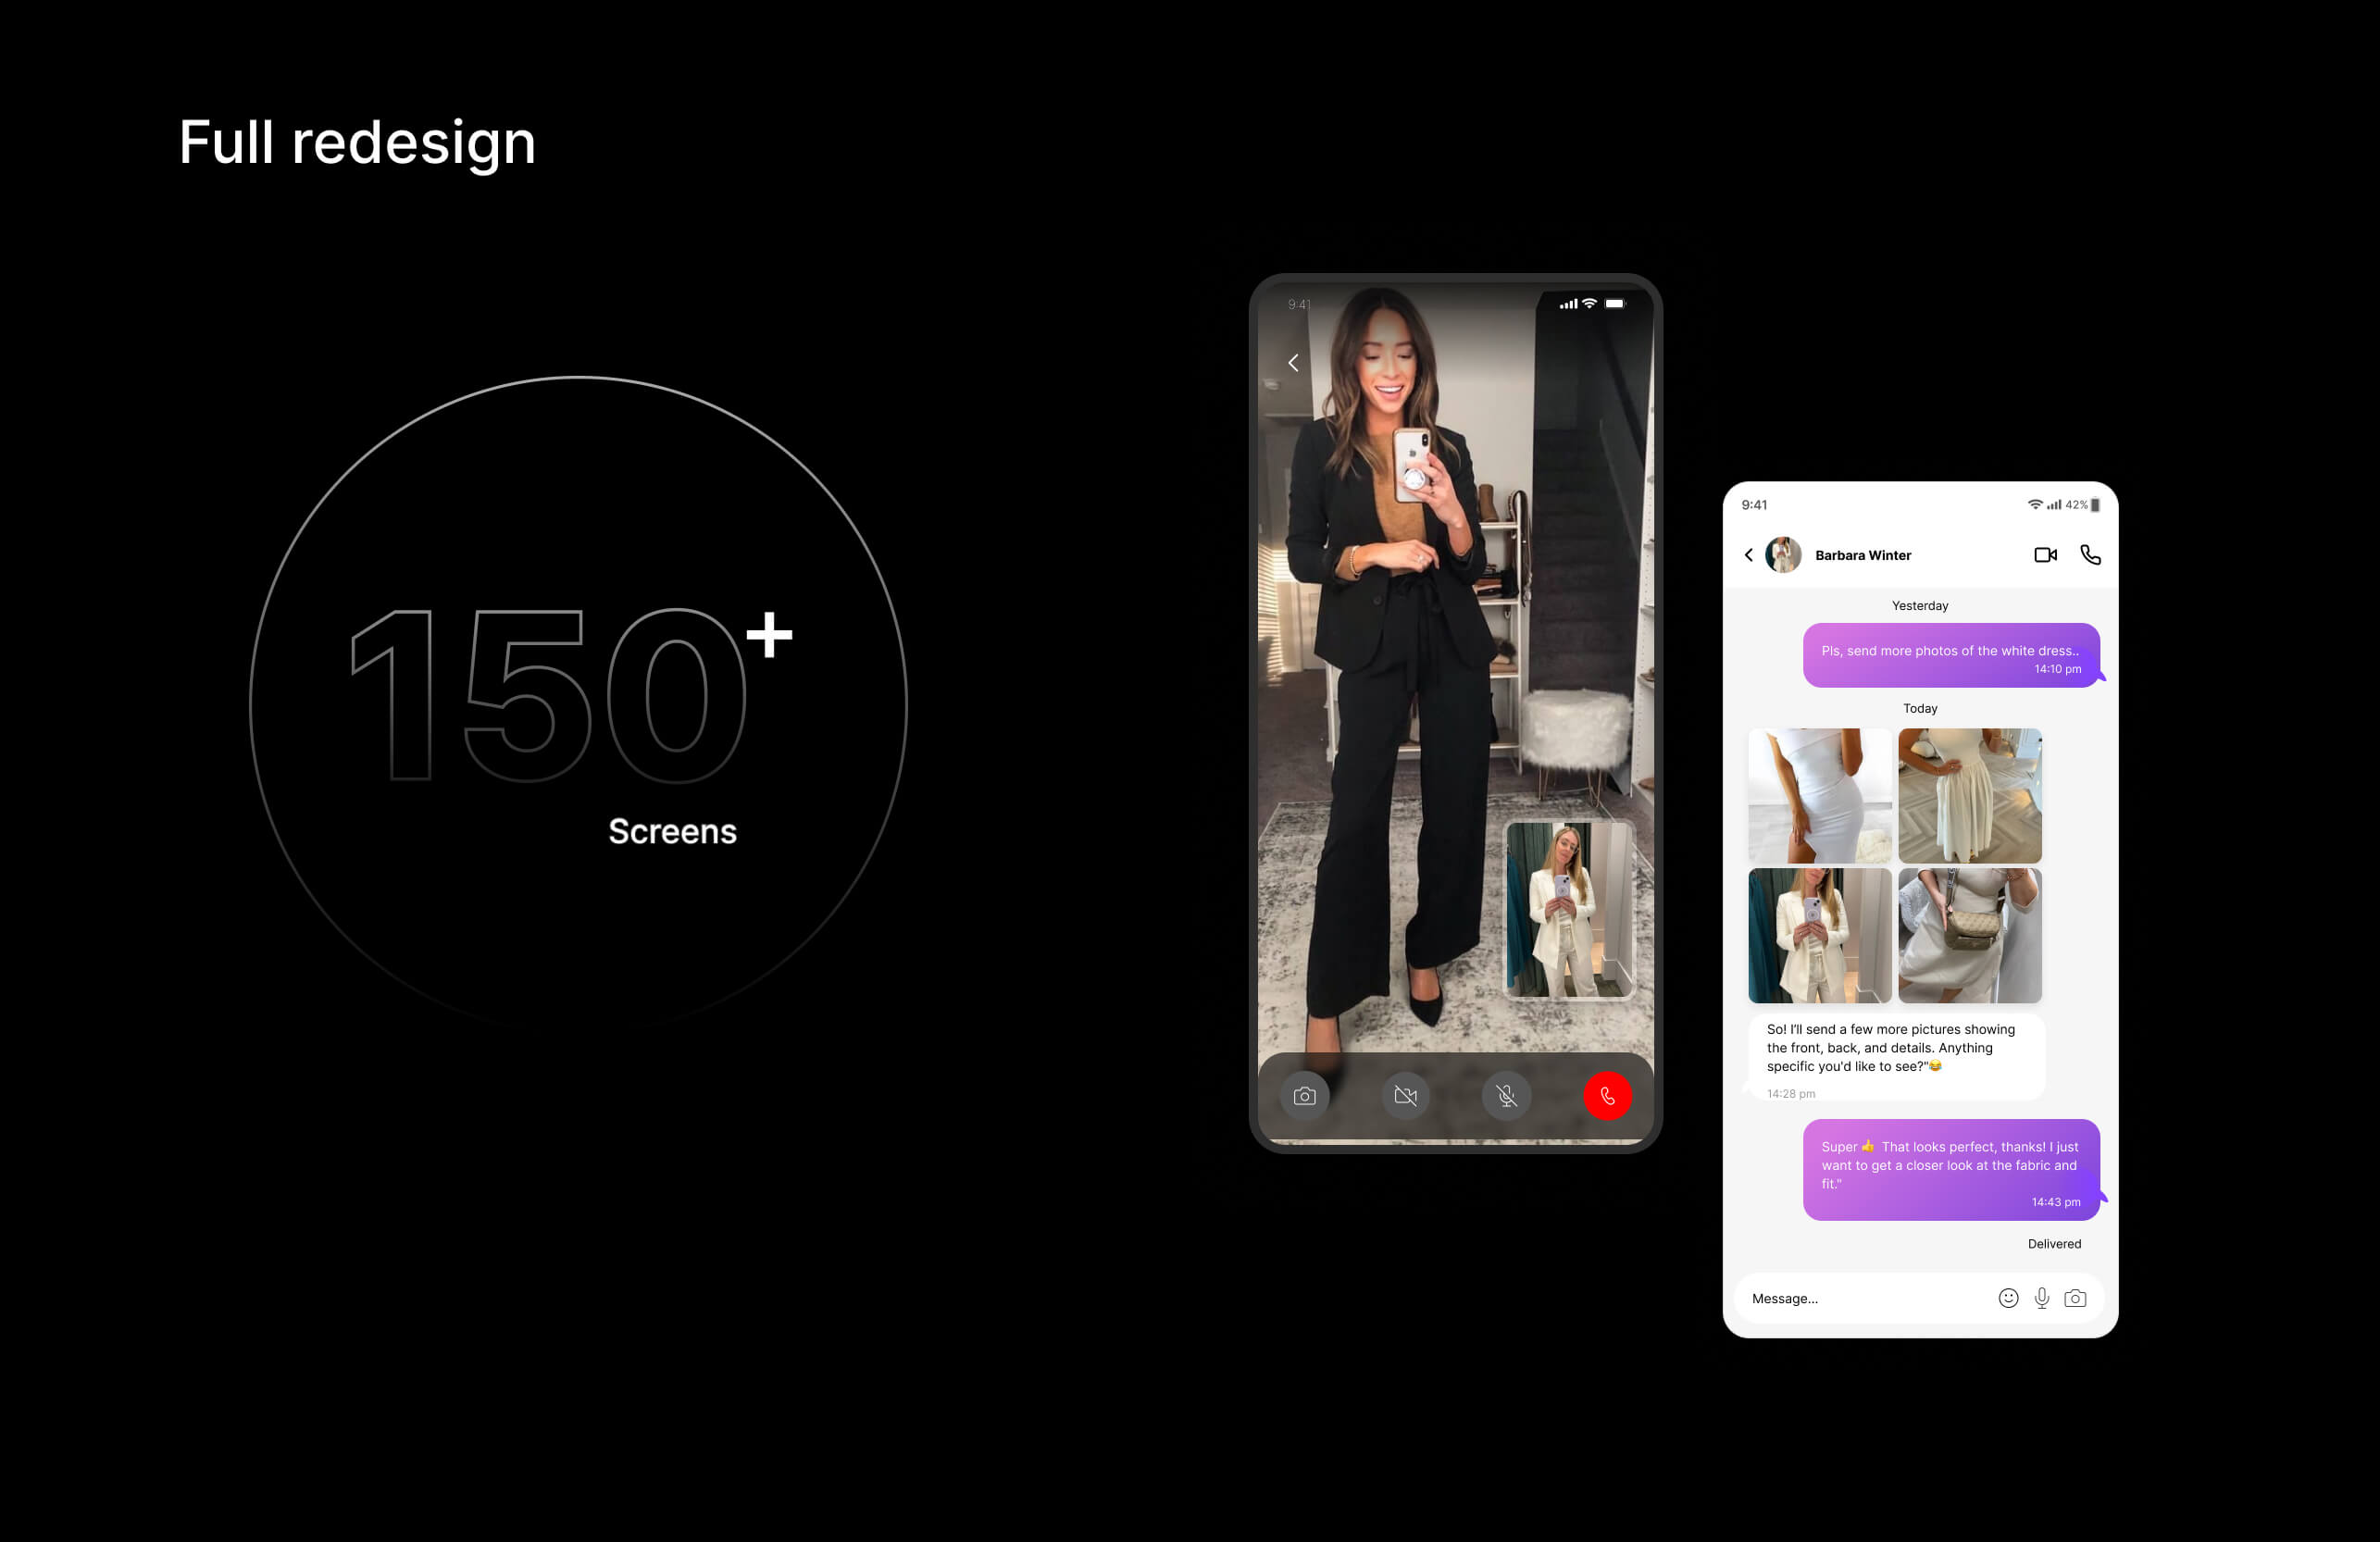 Full redesign
150+
Screens
9:41
9:41
42%
Barbara Winter
Yesterday
Pls, send more photos of the white dress..
14:10 pm
Today
So! I'll send a few more pictures showing
the front, back, and details. Anything
specific you'd like to see?"😂
14:28 pm
Super 👍 That looks perfect, thanks! I just
want to get a closer look at the fabric and
fit."
14:43 pm
Delivered
Message...